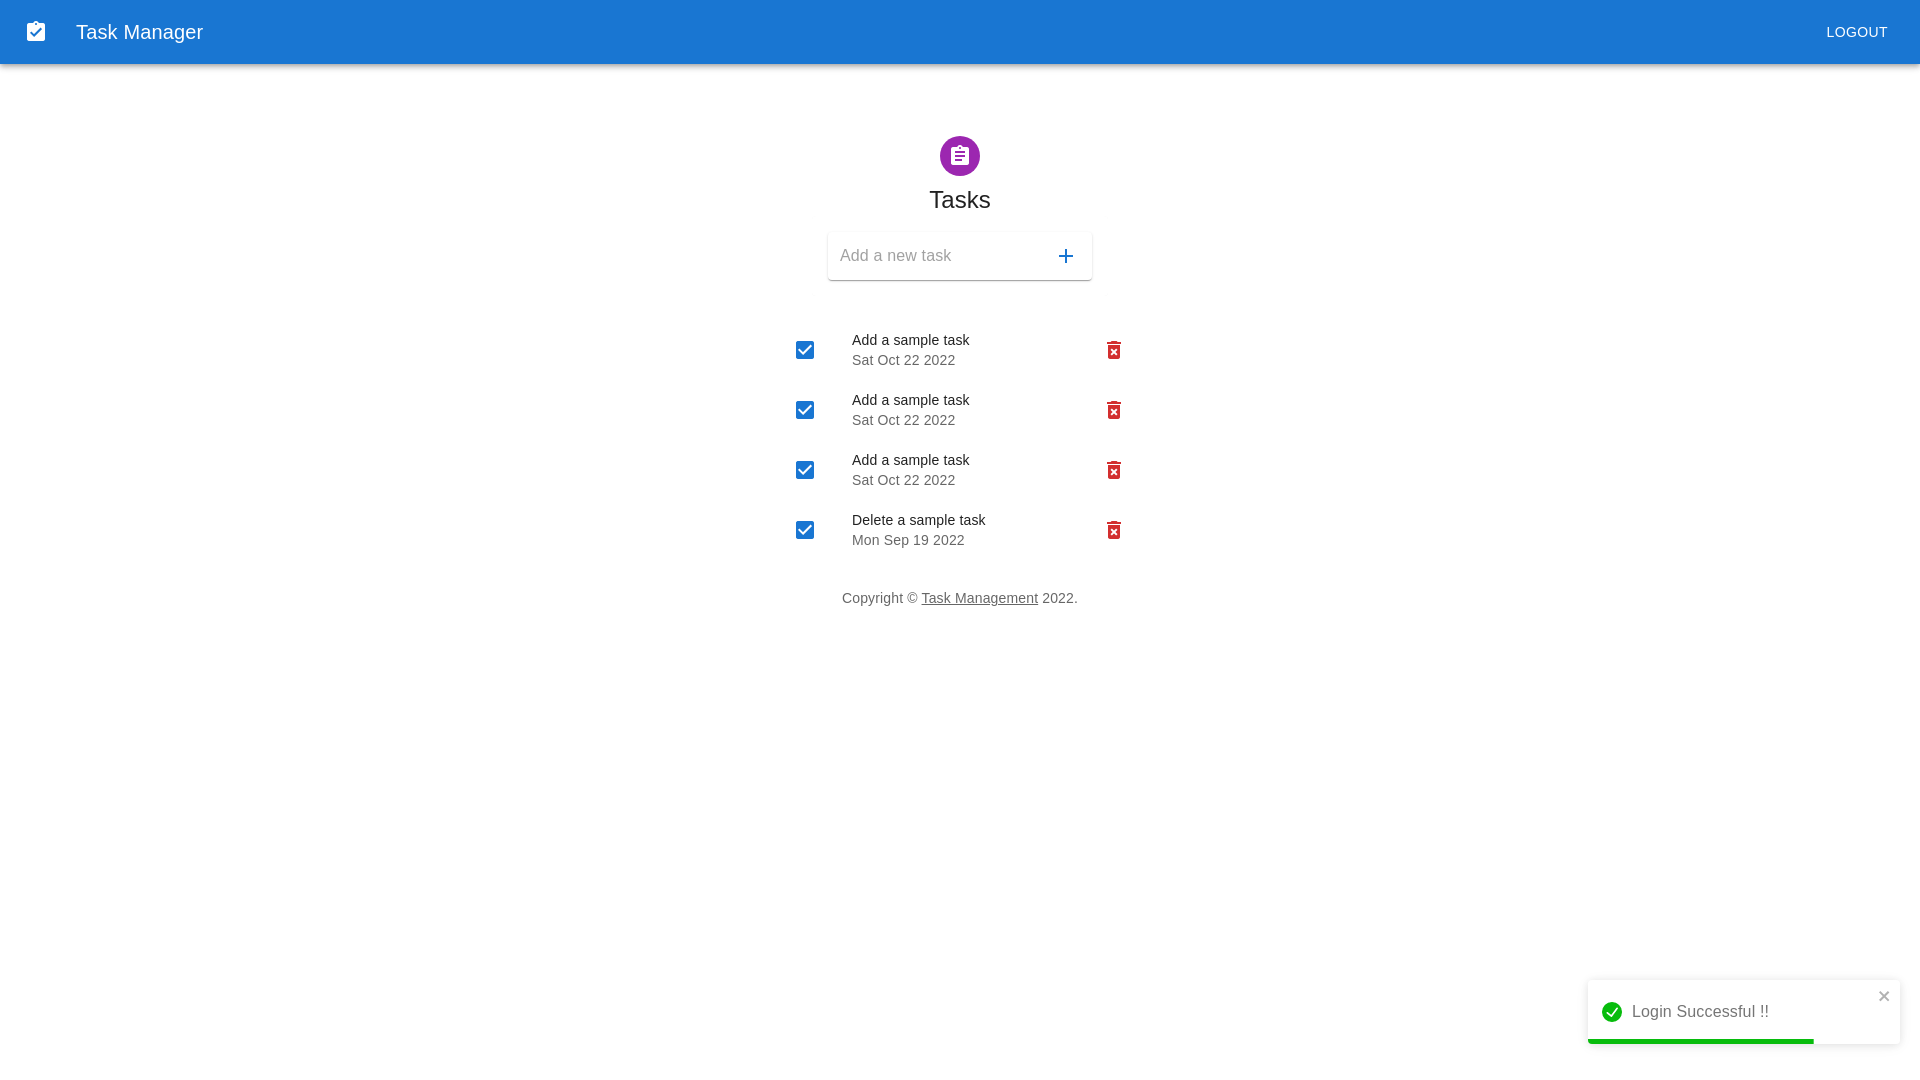 Task Manager
LOGOUT
Tasks
Add a new task
Add a sample task
Sat Oct 22 2022
Add a sample task
Sat Oct 22 2022
Add a sample task
Sat Oct 22 2022
Delete a sample task
Mon Sep 19 2022
Copyright © Task Management 2022.
Login Successful !!